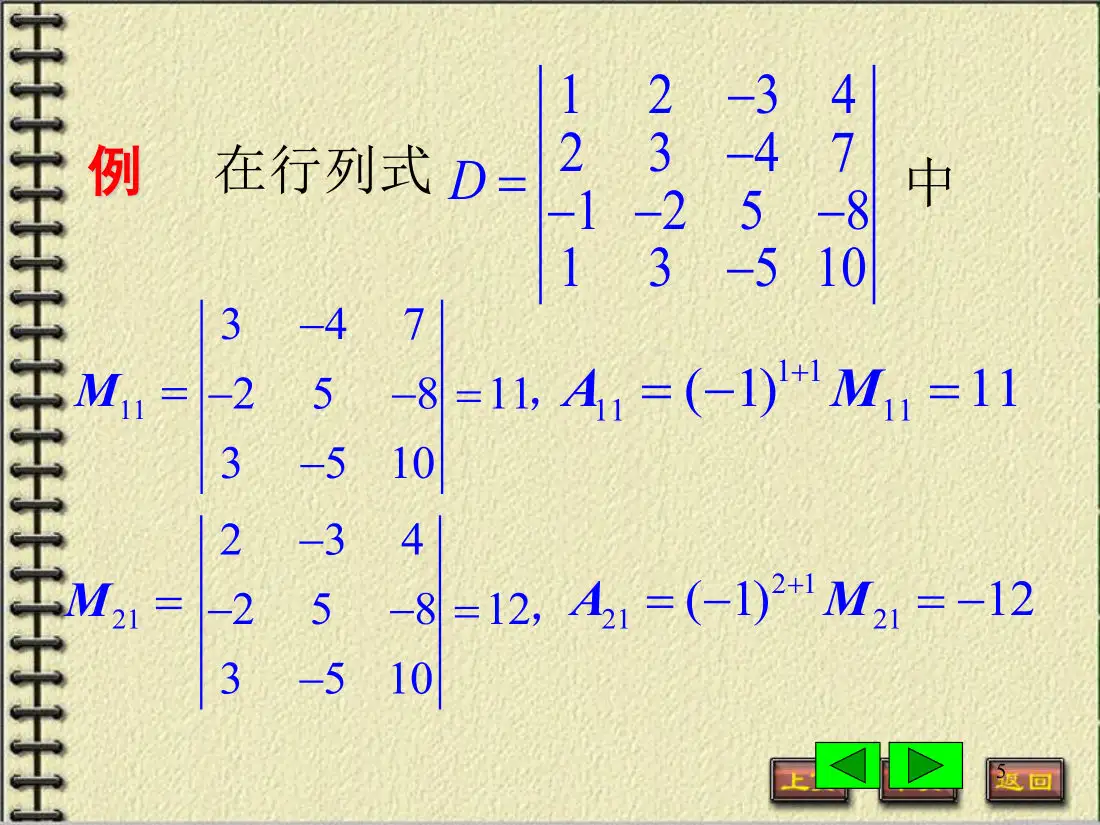 例 在行列式 D = | 1 2 −3 4 | 中
| 2 3 −4 7 |
| −1 −2 5 −8 |
| 1 3 −5 10 |
M₁₁ = | 3 −4 7 |
| −2 5 −8 | = 11, A₁₁ = (−1)¹⁺¹ M₁₁ = 11
| 3 −5 10 |
M₂₁ = | 2 −3 4 |
| −2 5 −8 | = 12, A₂₁ = (−1)²⁺¹ M₂₁ = −12
| 3 −5 10 |
上
5
返回